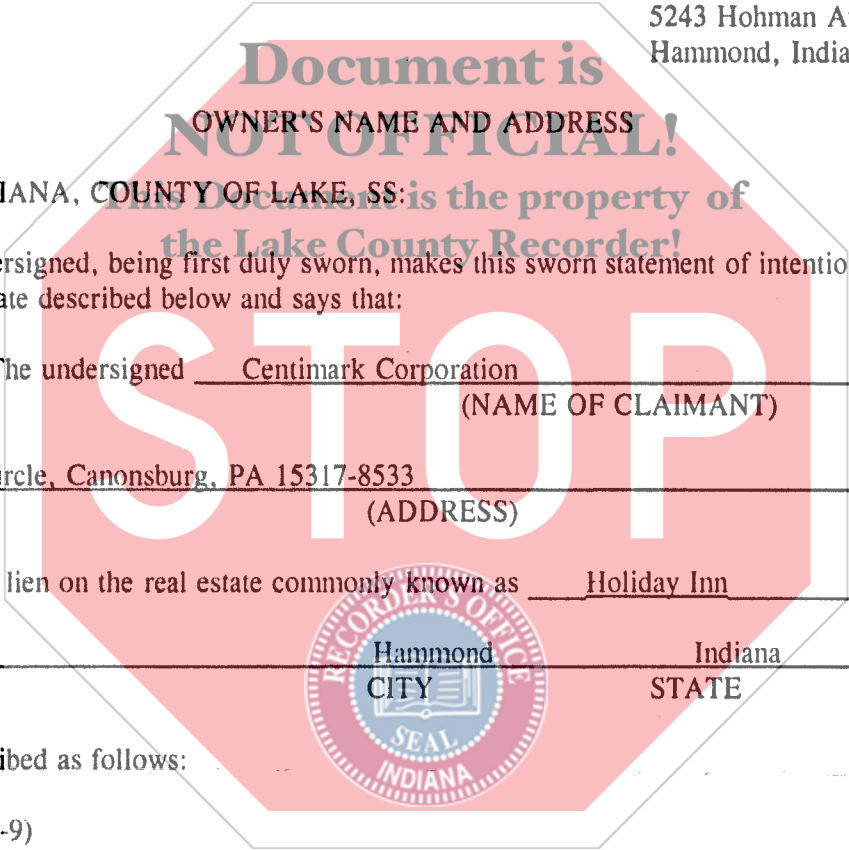 5243 Hohman A
Hammond, India
Document is
OWNER'S NAME AND ADDRESS
NOT OFFICIAL!
IANA, COUNTY OF LAKE, SS:
This Document is the property of
the Lake County Recorder!
ersigned, being first duly sworn, makes this sworn statement of intentio
ate described below and says that:
STOP
The undersigned Centimark Corporation
(NAME OF CLAIMANT)
rcle, Canonsburg, PA 15317-8533
(ADDRESS)
lien on the real estate commonly known as Holiday Inn
RECORDER'S OFFICE
Hammond Indiana
CITY STATE
SEAL
INDIANA
ibed as follows:
-9)